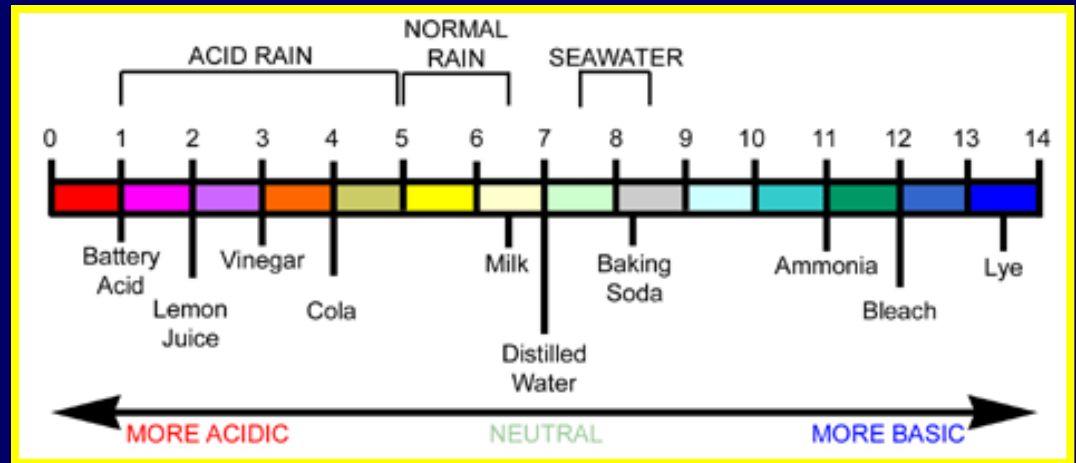 NORMAL
ACID RAIN RAIN SEAWATER
0 1 2 3 4 5 6 7 8 9 10 11 12 13 14
Battery
Acid
Lemon
Juice
Vinegar
Cola
Milk
Distilled
Water
Baking
Soda
Ammonia
Bleach
Lye
MORE ACIDIC NEUTRAL MORE BASIC